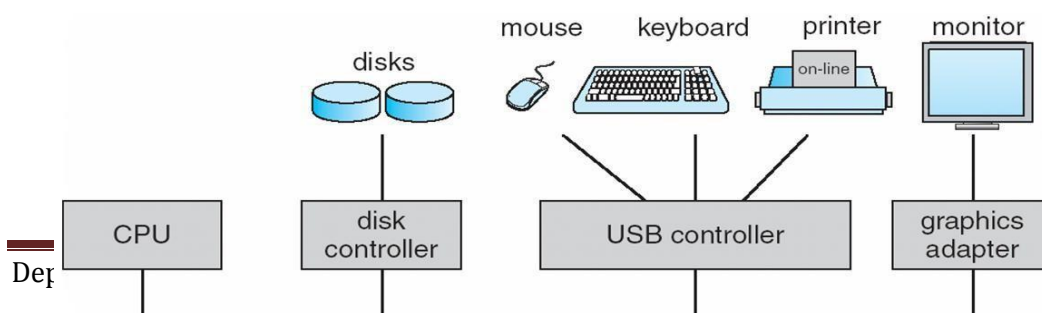 mouse keyboard printer monitor
disks
on-line
CPU
disk
controller
USB controller
graphics
adapter